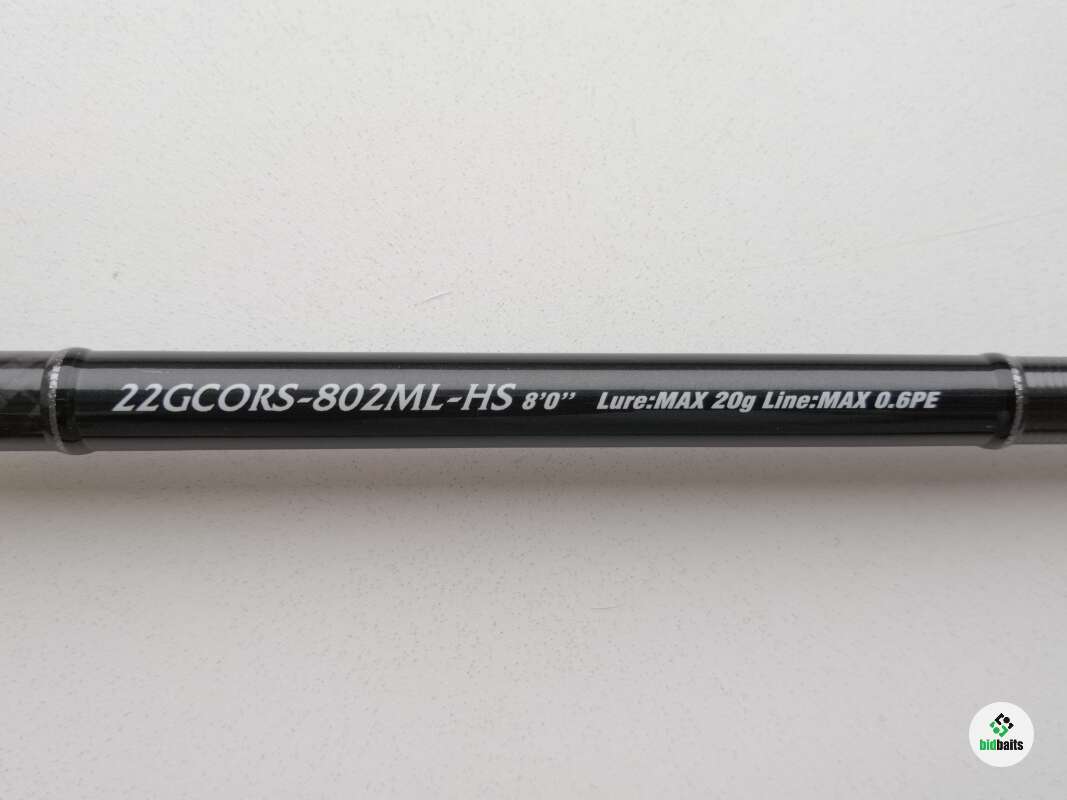 22GCORS-802ML-HS 8'0'' Lure:MAX 20g Line:MAX 0.6PE
bidbaits